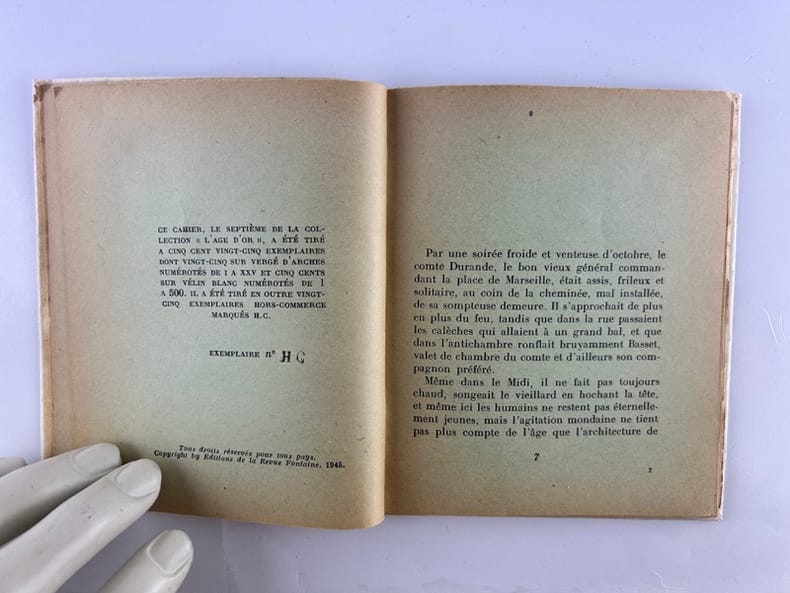 CE CAHIER, LE SEPTIÈME DE LA COL-
LECTION « L'AGE D'OR », A ÉTÉ TIRÉ
A CINQ CENT VINGT-CINQ EXEMPLAIRES
DONT VINGT-CINQ SUR VERGÉ D'ARCHES
NUMÉROTÉS DE I A XXV ET CINQ CENTS
SUR VÉLIN BLANC NUMÉROTÉS DE 1
A 500. IL A ÉTÉ TIRÉ EN OUTRE VINGT-
CINQ EXEMPLAIRES HORS-COMMERCE
MARQUÉS H.C.
EXEMPLAIRE n° H C
Tous droits réservés pour tous pays.
Copyright by Editions de la Revue Fontaine, 1945.
Par une soirée froide et venteuse d'octobre, le
comte Durande, le bon vieux général comman-
dant la place de Marseille, était assis, frileux et
solitaire, au coin de la cheminée, mal installée,
de sa somptueuse demeure. Il s'approchait de plus
en plus du feu, tandis que dans la rue passaient
les calèches qui allaient à un grand bal, et que
dans l'antichambre ronflait bruyamment Basset,
valet de chambre du comte et d'ailleurs son com-
pagnon préféré.
Même dans le Midi, il ne fait pas toujours
chaud, songeait le vieillard en hochant la tête,
et même ici les humains ne restent pas éternelle-
ment jeunes, mais l'agitation mondaine ne tient
pas plus compte de l'âge que l'architecture de
7
2